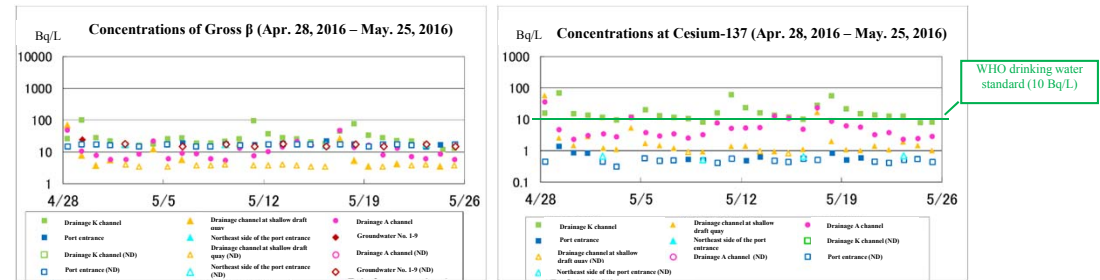 Bq/L
Concentrations of Gross β (Apr. 28, 2016 – May. 25, 2016)
10000
1000
100
10
1
4/28
5/5
5/12
5/19
5/26
Drainage K channel
Drainage channel at shallow draft quay
Drainage A channel
Port entrance
Northeast side of the port entrance
Groundwater No. 1-9
Drainage K channel (ND)
Drainage channel at shallow draft quay (ND)
Drainage A channel (ND)
Port entrance (ND)
Northeast side of the port entrance (ND)
Groundwater No. 1-9 (ND)
Bq/L
Concentrations at Cesium-137 (Apr. 28, 2016 – May. 25, 2016)
1000
100
10
1
0.1
4/28
5/5
5/12
5/19
5/26
WHO drinking water
standard (10 Bq/L)
Drainage K channel
Drainage channel at shallow
draft quay
Drainage A channel
Port entrance
Northeast side of the port
entrance
Drainage K channel (ND)
Drainage channel at shallow
draft quay (ND)
Drainage A channel (ND)
Port entrance (ND)
Northeast side of the port entrance (ND)